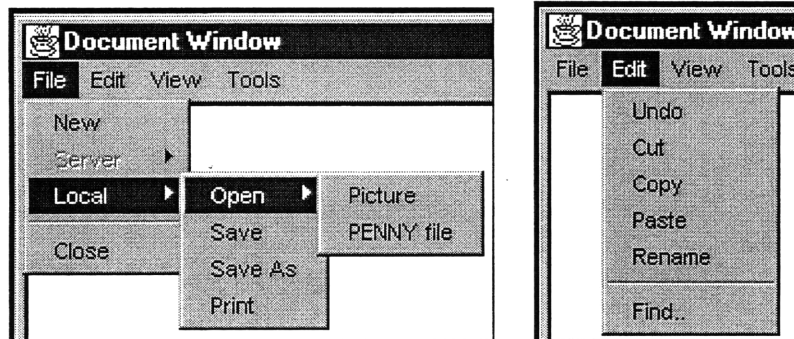 Document Window
File Edit View Tools
New
Server
Local
Close
Open
Save
Save As
Print
Picture
PENNY file
Document Window
File Edit View Tools
Undo
Cut
Copy
Paste
Rename
Find..